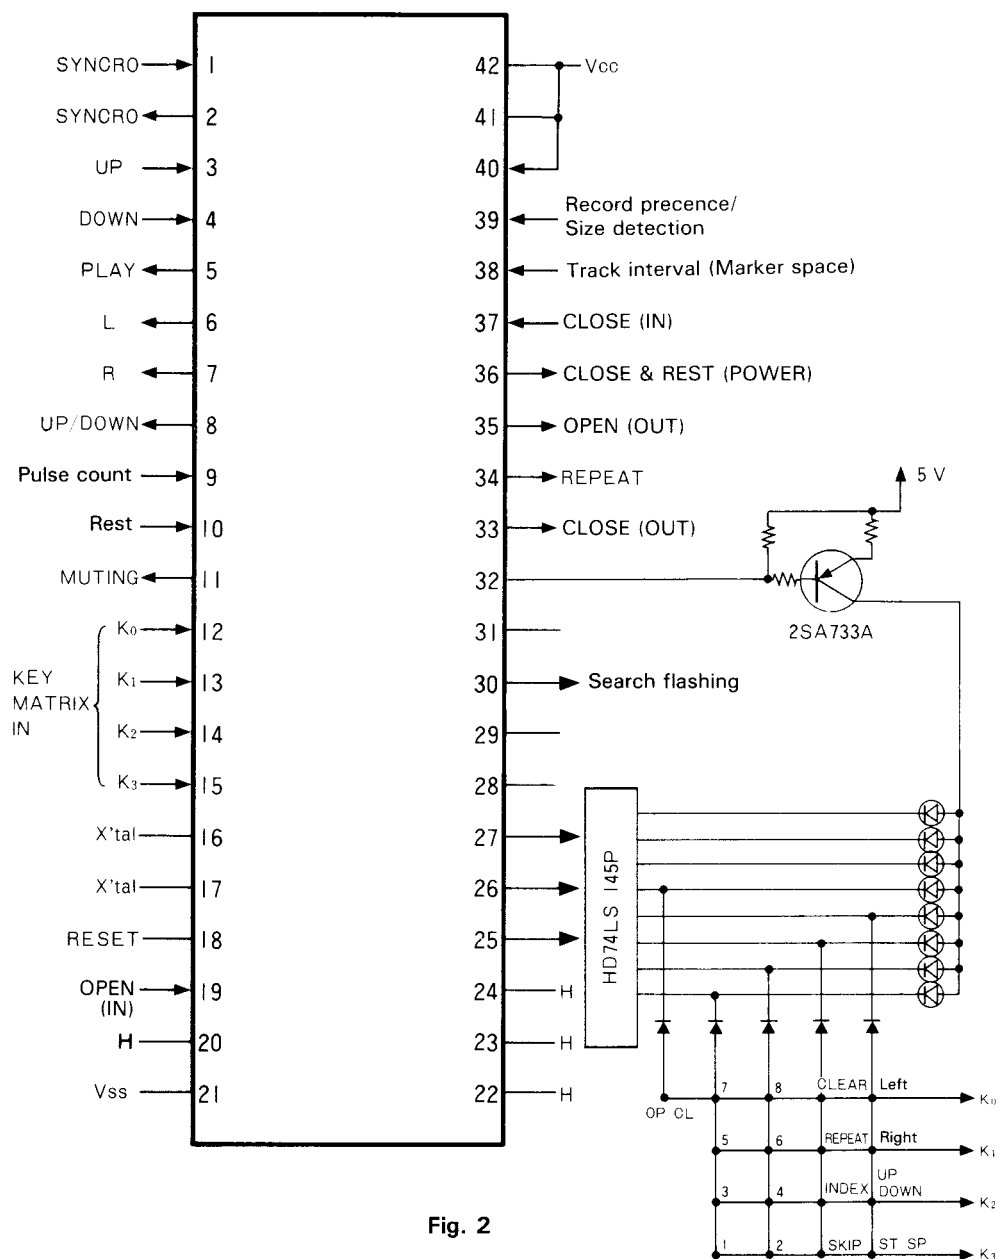 SYNCRO 1
SYNCRO 2
UP 3
DOWN 4
PLAY 5
L 6
R 7
UP/DOWN 8
Pulse count 9
Rest 10
MUTING 11
KEY
MATRIX
IN
K0 12
K1 13
K2 14
K3 15
X'tal 16
X'tal 17
RESET 18
OPEN
(IN) 19
H 20
Vss 21
42 Vcc
41
40
39 Record precence/
Size detection
38 Track interval (Marker space)
37 CLOSE (IN)
36 CLOSE & REST (POWER)
35 OPEN (OUT)
34 REPEAT
33 CLOSE (OUT)
32
31
30 Search flashing
29
28
27
26
25
24 H
23 H
22 H
5 V
2SA733A
HD74LS 145P
OP CL 7 8 CLEAR Left K0
5 6 REPEAT Right K1
3 4 INDEX UP
DOWN K2
1 2 SKIP ST SP K3
Fig. 2